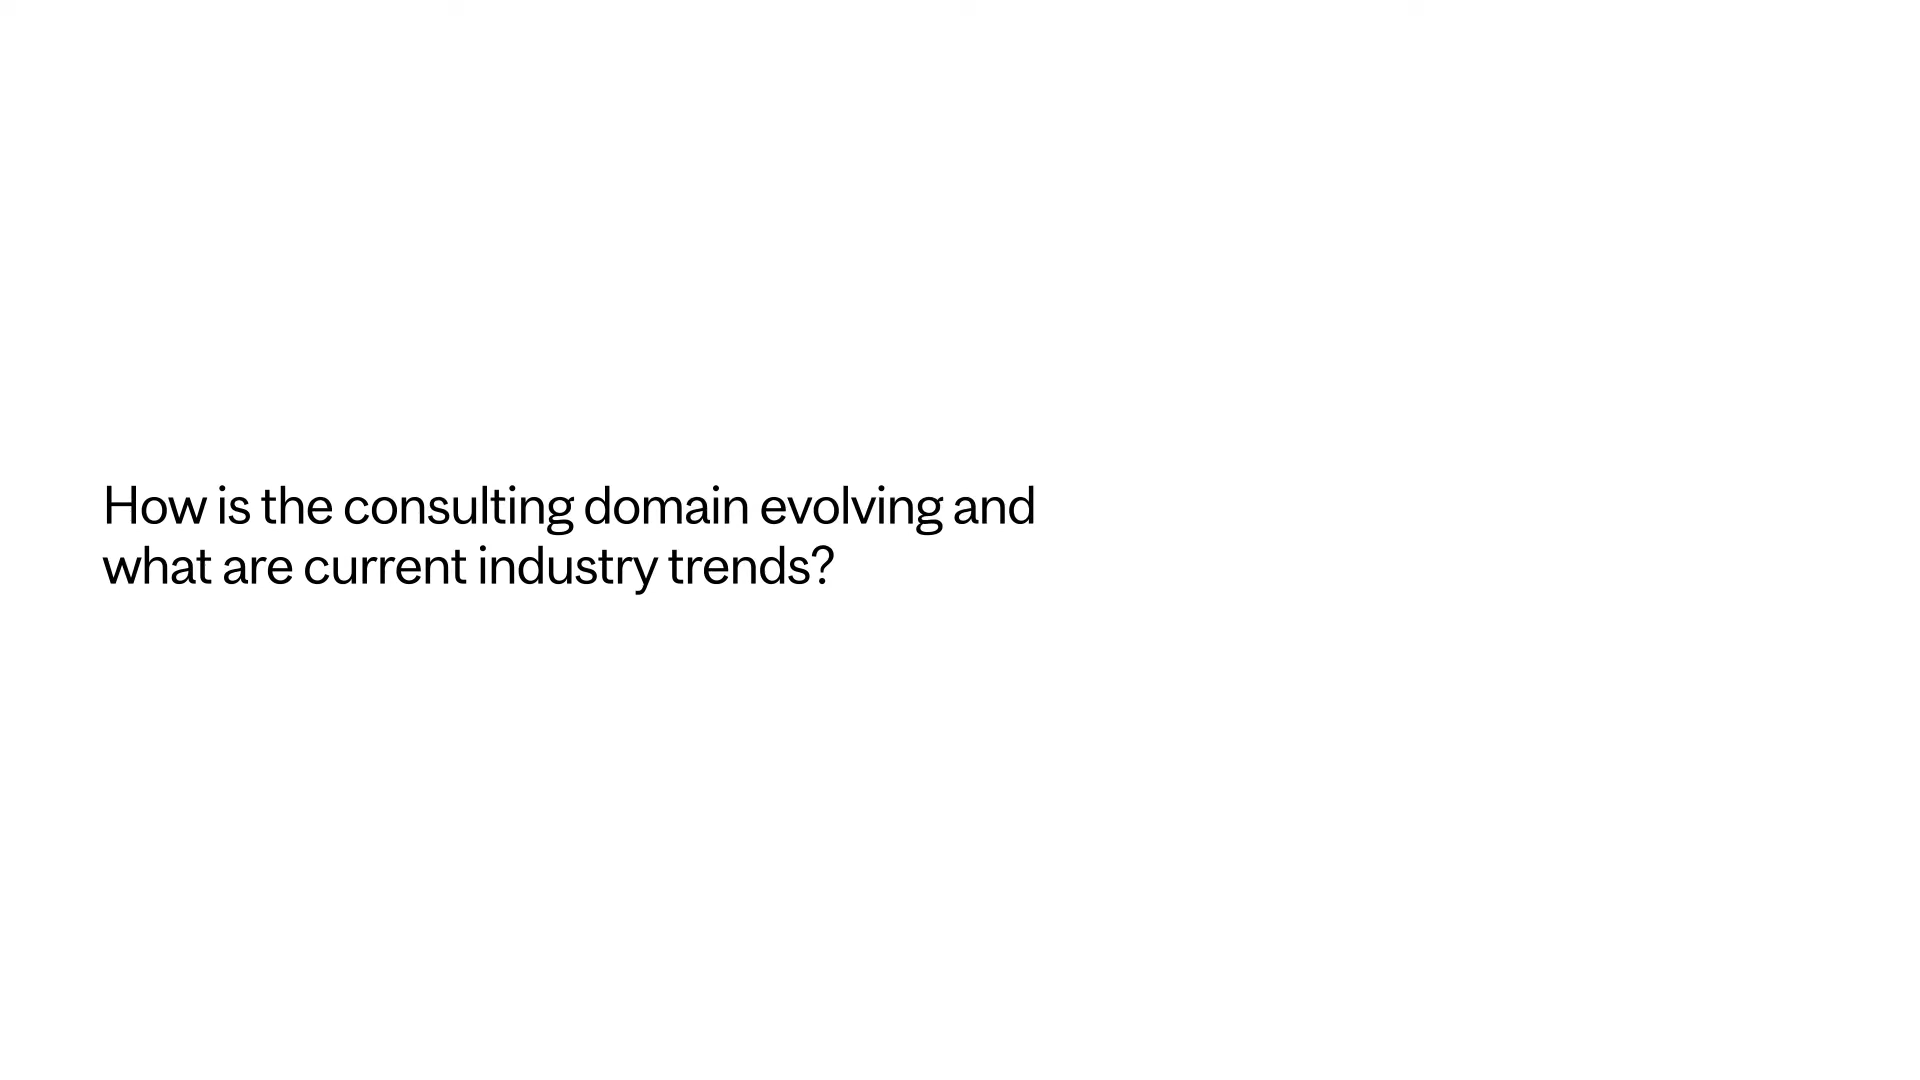 How is the consulting domain evolving and
what are current industry trends?